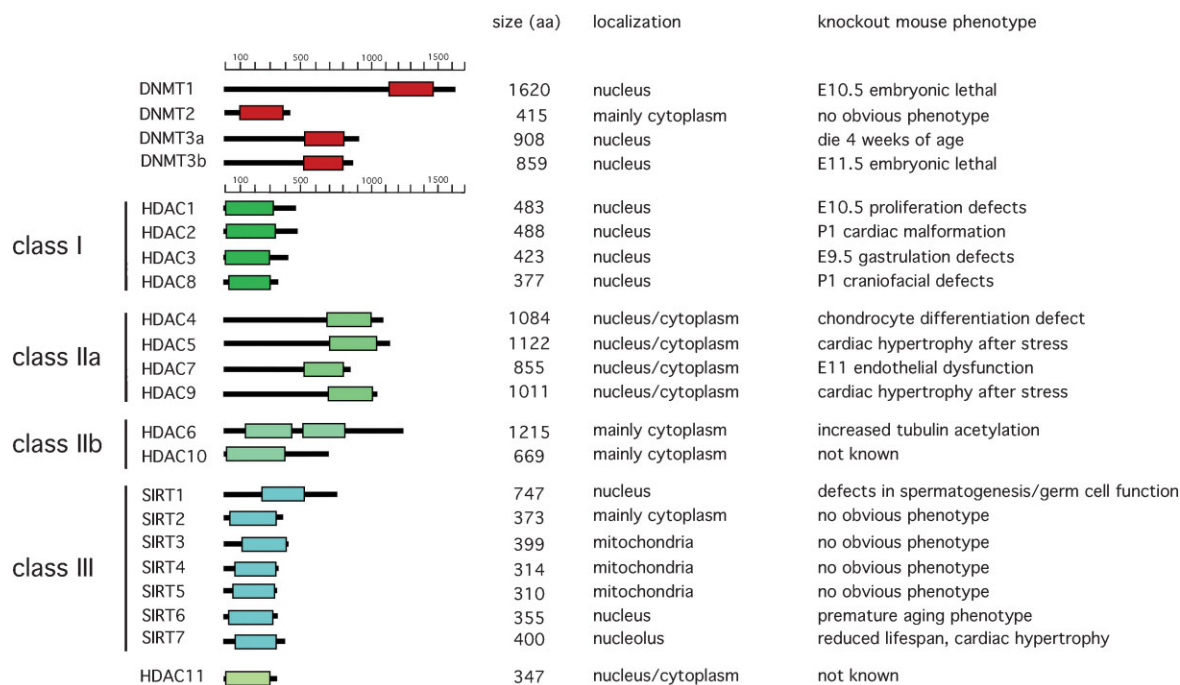 size (aa) localization knockout mouse phenotype
100 500 1000 1500
DNMT1 1620 nucleus E10.5 embryonic lethal
DNMT2 415 mainly cytoplasm no obvious phenotype
DNMT3a 908 nucleus die 4 weeks of age
DNMT3b 859 nucleus E11.5 embryonic lethal
100 500 1000 1500
class I
HDAC1 483 nucleus E10.5 proliferation defects
HDAC2 488 nucleus P1 cardiac malformation
HDAC3 423 nucleus E9.5 gastrulation defects
HDAC8 377 nucleus P1 craniofacial defects
class IIa
HDAC4 1084 nucleus/cytoplasm chondrocyte differentiation defect
HDAC5 1122 nucleus/cytoplasm cardiac hypertrophy after stress
HDAC7 855 nucleus/cytoplasm E11 endothelial dysfunction
HDAC9 1011 nucleus/cytoplasm cardiac hypertrophy after stress
class IIb
HDAC6 1215 mainly cytoplasm increased tubulin acetylation
HDAC10 669 mainly cytoplasm not known
class III
SIRT1 747 nucleus defects in spermatogenesis/germ cell function
SIRT2 373 mainly cytoplasm no obvious phenotype
SIRT3 399 mitochondria no obvious phenotype
SIRT4 314 mitochondria no obvious phenotype
SIRT5 310 mitochondria no obvious phenotype
SIRT6 355 nucleus premature aging phenotype
SIRT7 400 nucleolus reduced lifespan, cardiac hypertrophy
HDAC11 347 nucleus/cytoplasm not known